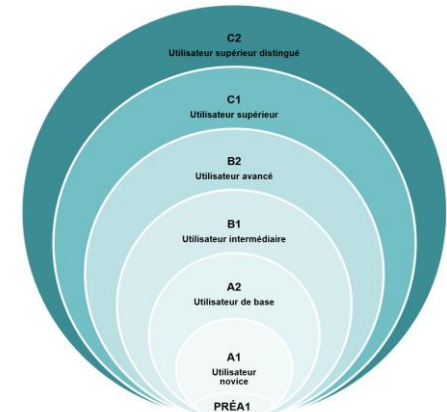 C2
Utilisateur supérieur distingué
C1
Utilisateur supérieur
B2
Utilisateur avancé
B1
Utilisateur intermédiaire
A2
Utilisateur de base
A1
Utilisateur
novice
PRÉA1